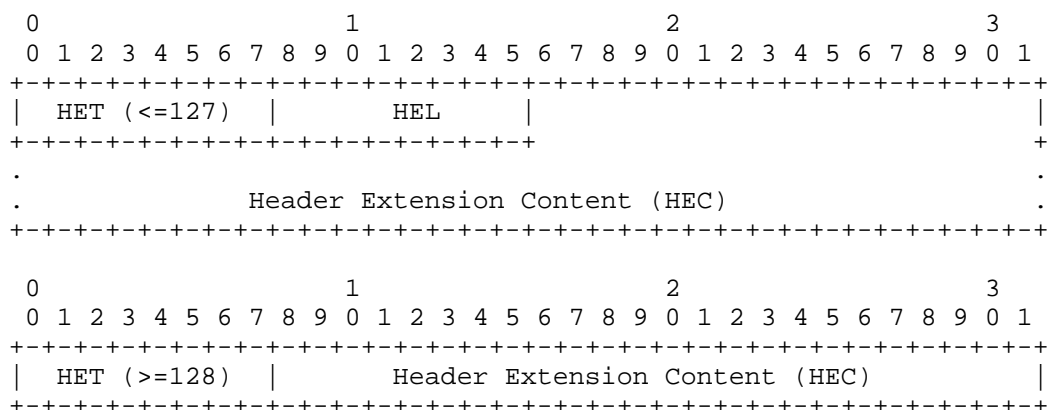 0                   1                   2                   3
 0 1 2 3 4 5 6 7 8 9 0 1 2 3 4 5 6 7 8 9 0 1 2 3 4 5 6 7 8 9 0 1
+-+-+-+-+-+-+-+-+-+-+-+-+-+-+-+-+-+-+-+-+-+-+-+-+-+-+-+-+-+-+-+-+
|  HET (<=127)  |       HEL     |                               |
+-+-+-+-+-+-+-+-+-+-+-+-+-+-+-+-+                               +
.                                                               .
.              Header Extension Content (HEC)                   .
+-+-+-+-+-+-+-+-+-+-+-+-+-+-+-+-+-+-+-+-+-+-+-+-+-+-+-+-+-+-+-+-+

 0                   1                   2                   3
 0 1 2 3 4 5 6 7 8 9 0 1 2 3 4 5 6 7 8 9 0 1 2 3 4 5 6 7 8 9 0 1
+-+-+-+-+-+-+-+-+-+-+-+-+-+-+-+-+-+-+-+-+-+-+-+-+-+-+-+-+-+-+-+-+
|  HET (>=128)  |       Header Extension Content (HEC)          |
+-+-+-+-+-+-+-+-+-+-+-+-+-+-+-+-+-+-+-+-+-+-+-+-+-+-+-+-+-+-+-+-+